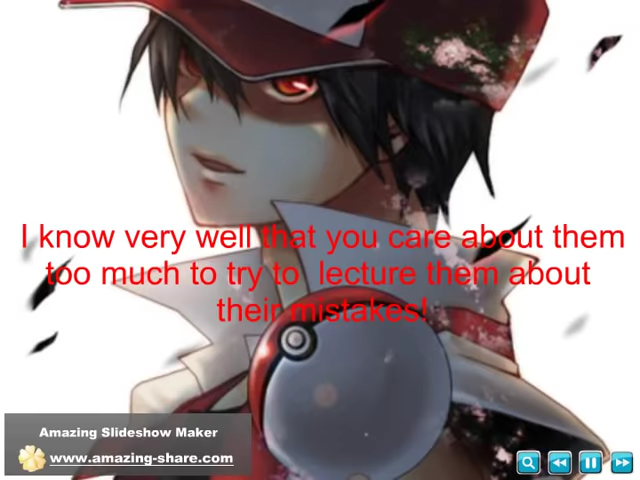 I know very well that you care about them
too much to try to  lecture them about
their mistakes!
Amazing Slideshow Maker
www.amazing-share.com